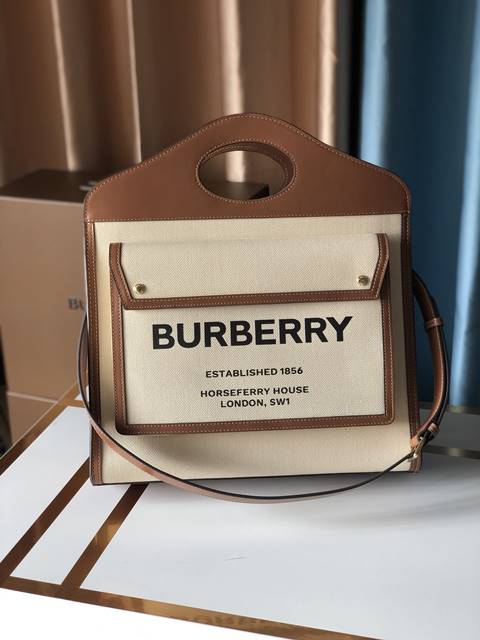 BURBERRY
ESTABLISHED 1856
HORSEFERRY HOUSE
LONDON, SW1